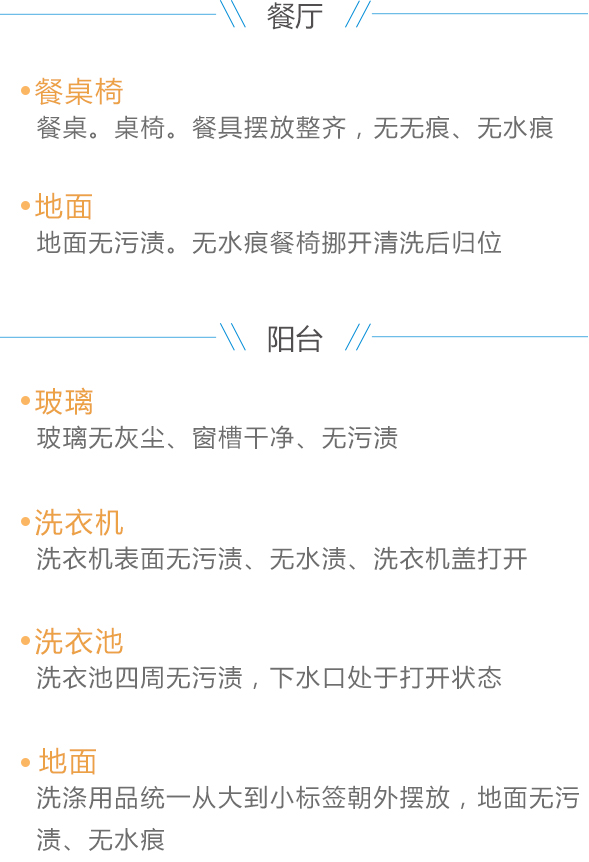 餐厅
餐桌椅
餐桌。桌椅。餐具摆放整齐，无无痕、无水痕
地面
地面无污渍。无水痕餐椅挪开清洗后归位
阳台
玻璃
玻璃无灰尘、窗槽干净、无污渍
洗衣机
洗衣机表面无污渍、无水渍、洗衣机盖打开
洗衣池
洗衣池四周无污渍，下水口处于打开状态
地面
洗涤用品统一从大到小标签朝外摆放，地面无污
渍、无水痕